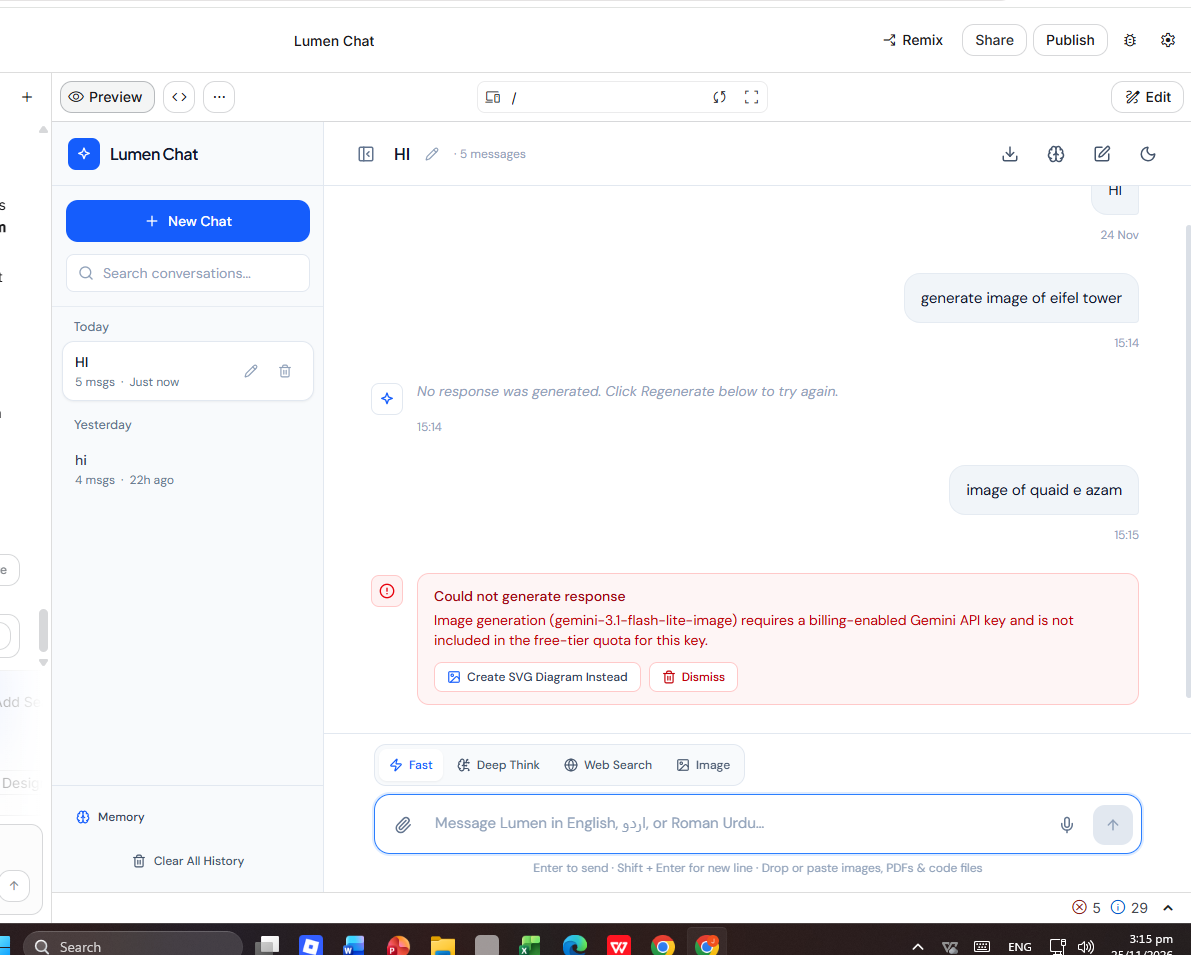 Lumen Chat
Remix
Share
Publish
Preview
/
Edit
Lumen Chat
HI
· 5 messages
New Chat
Search conversations...
Today
HI
5 msgs · Just now
Yesterday
hi
4 msgs · 22h ago
HI
24 Nov
generate image of eifel tower
15:14
No response was generated. Click Regenerate below to try again.
15:14
image of quaid e azam
15:15
Could not generate response
Image generation (gemini-3.1-flash-lite-image) requires a billing-enabled Gemini API key and is not
included in the free-tier quota for this key.
Create SVG Diagram Instead
Dismiss
Fast
Deep Think
Web Search
Image
Message Lumen in English, اردو, or Roman Urdu...
Enter to send · Shift + Enter for new line · Drop or paste images, PDFs & code files
Memory
Clear All History
5
29
Search
ENG
3:15 pm